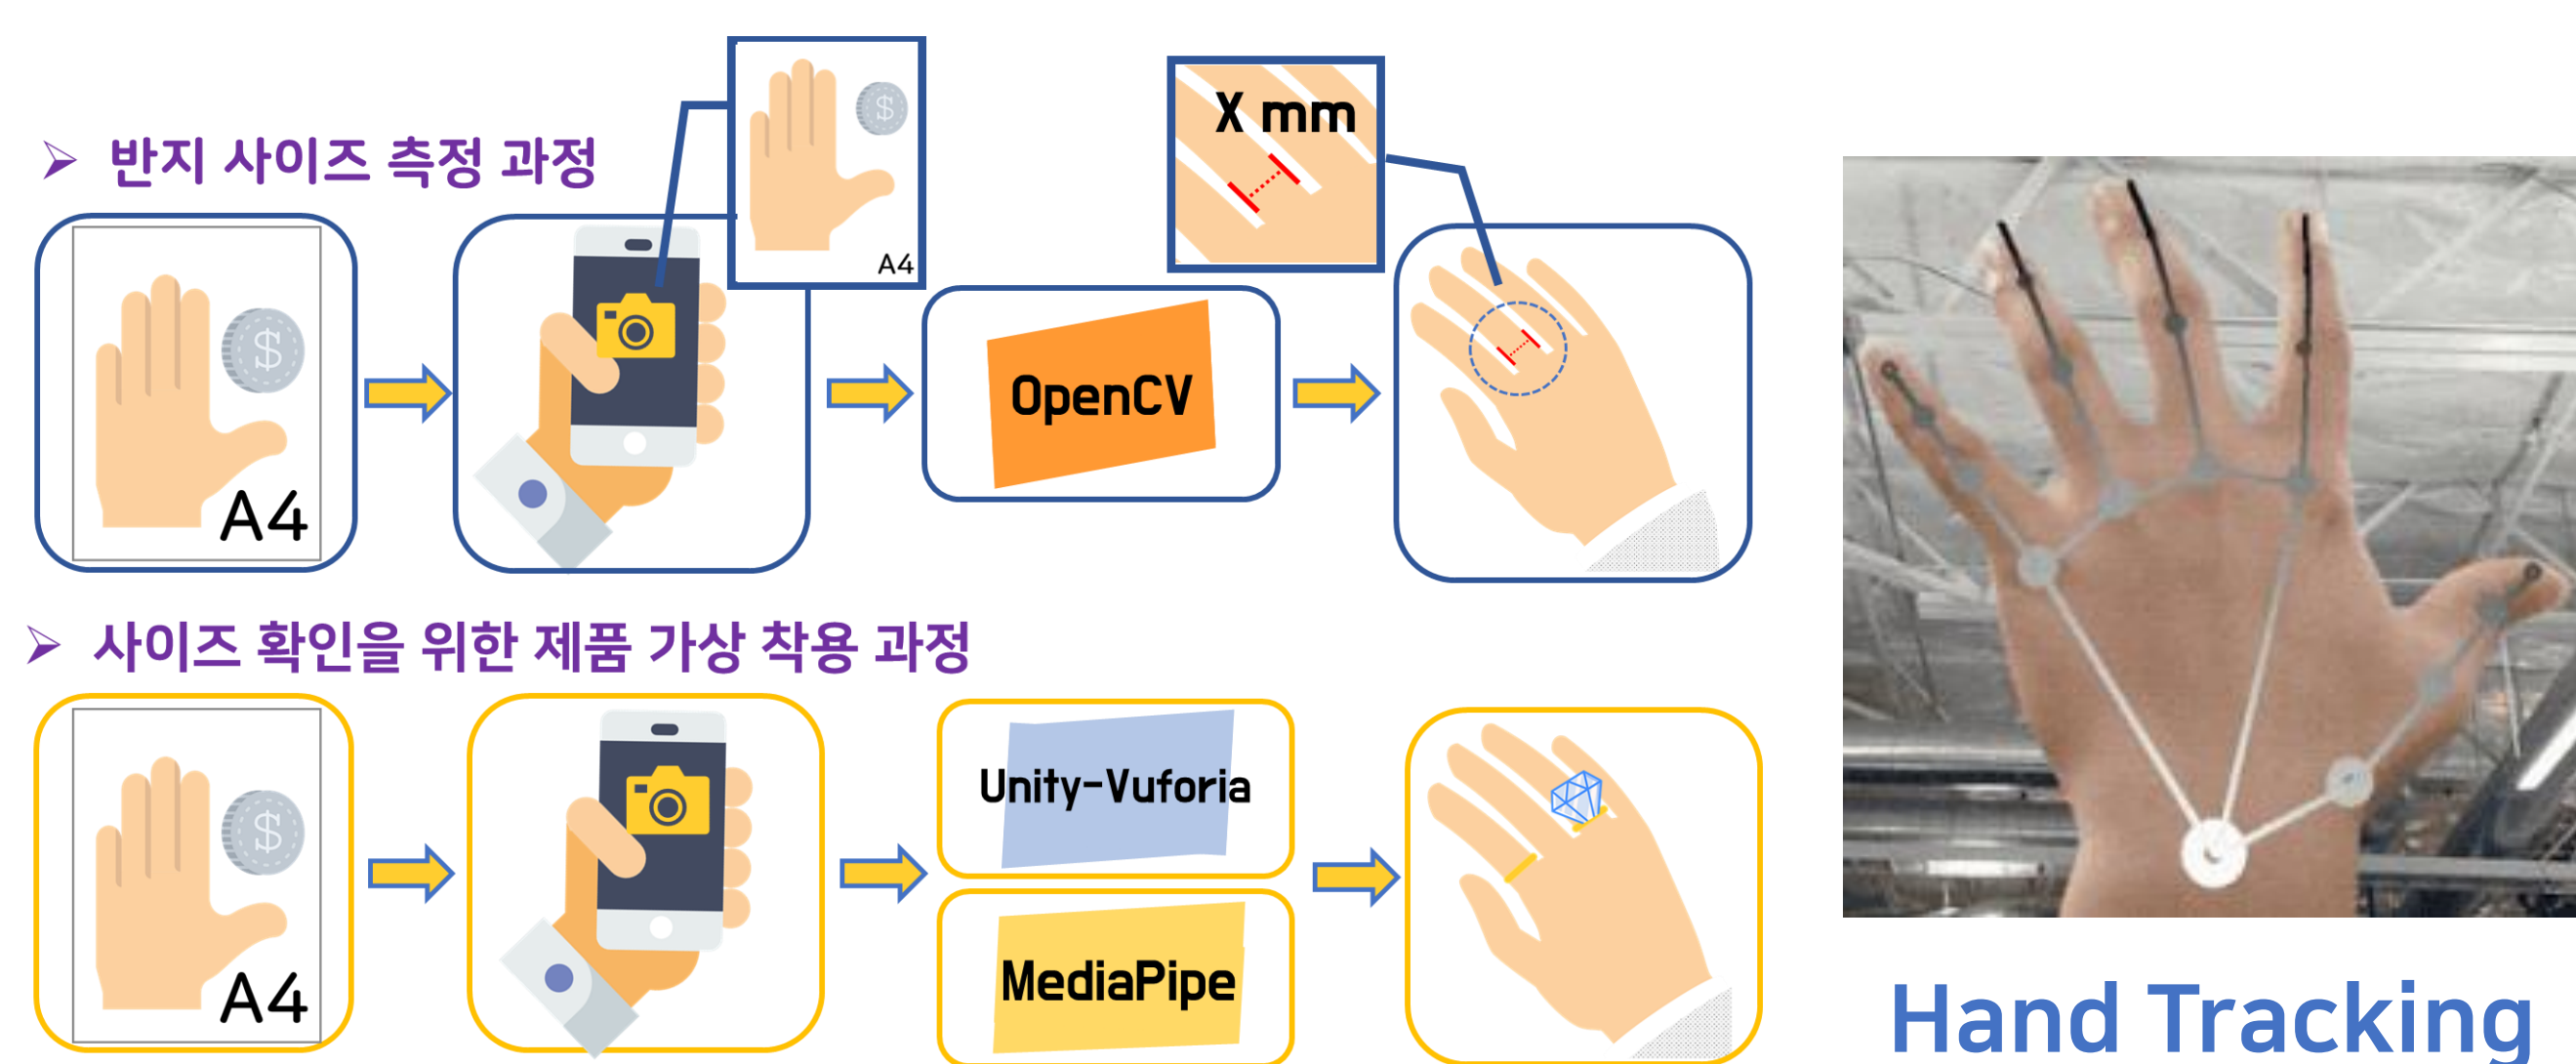 ➢ 반지 사이즈 측정 과정
$
A4
$
A4
OpenCV
X mm
➢ 사이즈 확인을 위한 제품 가상 착용 과정
$
A4
Unity-Vuforia
MediaPipe
Hand Tracking